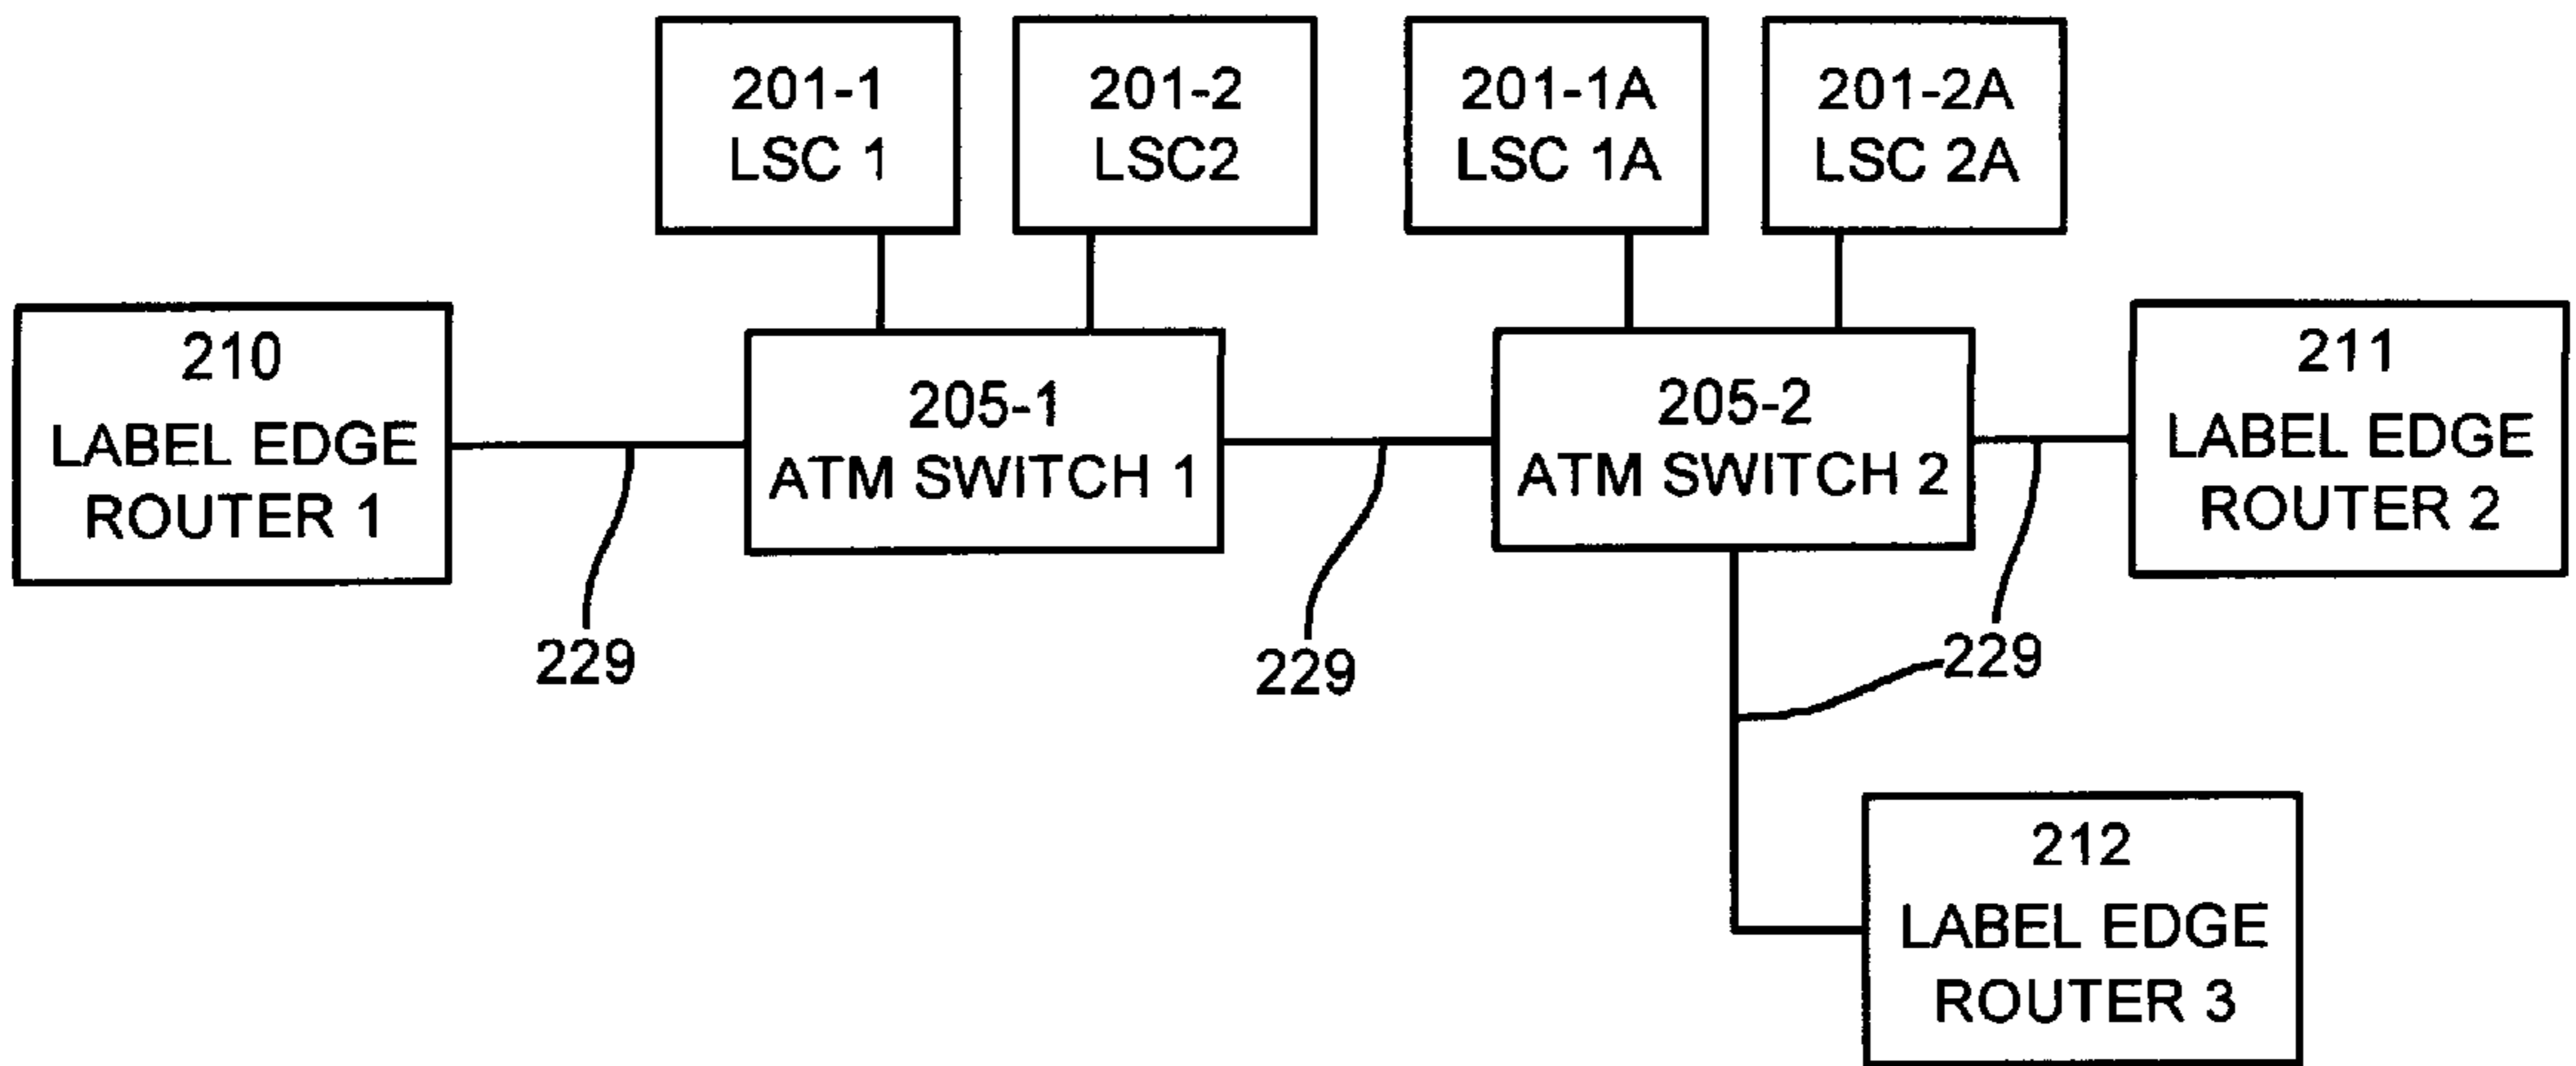 201-1
LSC 1
201-2
LSC2
201-1A
LSC 1A
201-2A
LSC 2A
210
LABEL EDGE
ROUTER 1
205-1
ATM SWITCH 1
205-2
ATM SWITCH 2
211
LABEL EDGE
ROUTER 2
229
229
229
212
LABEL EDGE
ROUTER 3